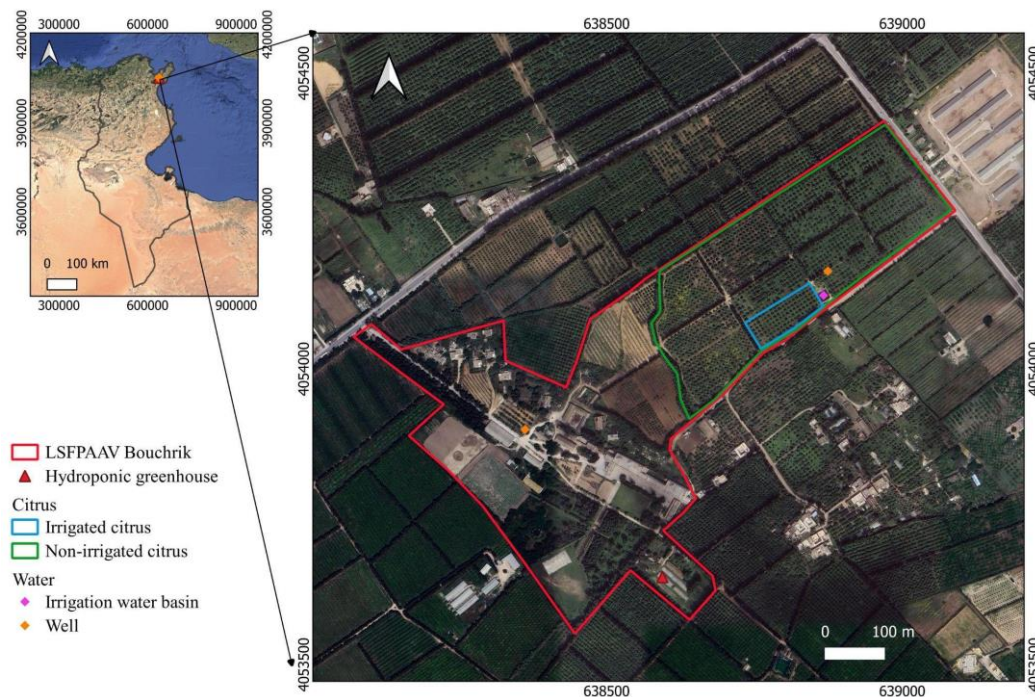 300000 600000 900000
4200000
4200000
3900000
3900000
3600000
3600000
0 100 km
300000 600000 900000
638500 639000
4054500
4054500
4054000
4054000
4053500
4053500
0 100 m
638500 639000
LSFPAAV Bouchrik
Hydroponic greenhouse
Citrus
Irrigated citrus
Non-irrigated citrus
Water
Irrigation water basin
Well